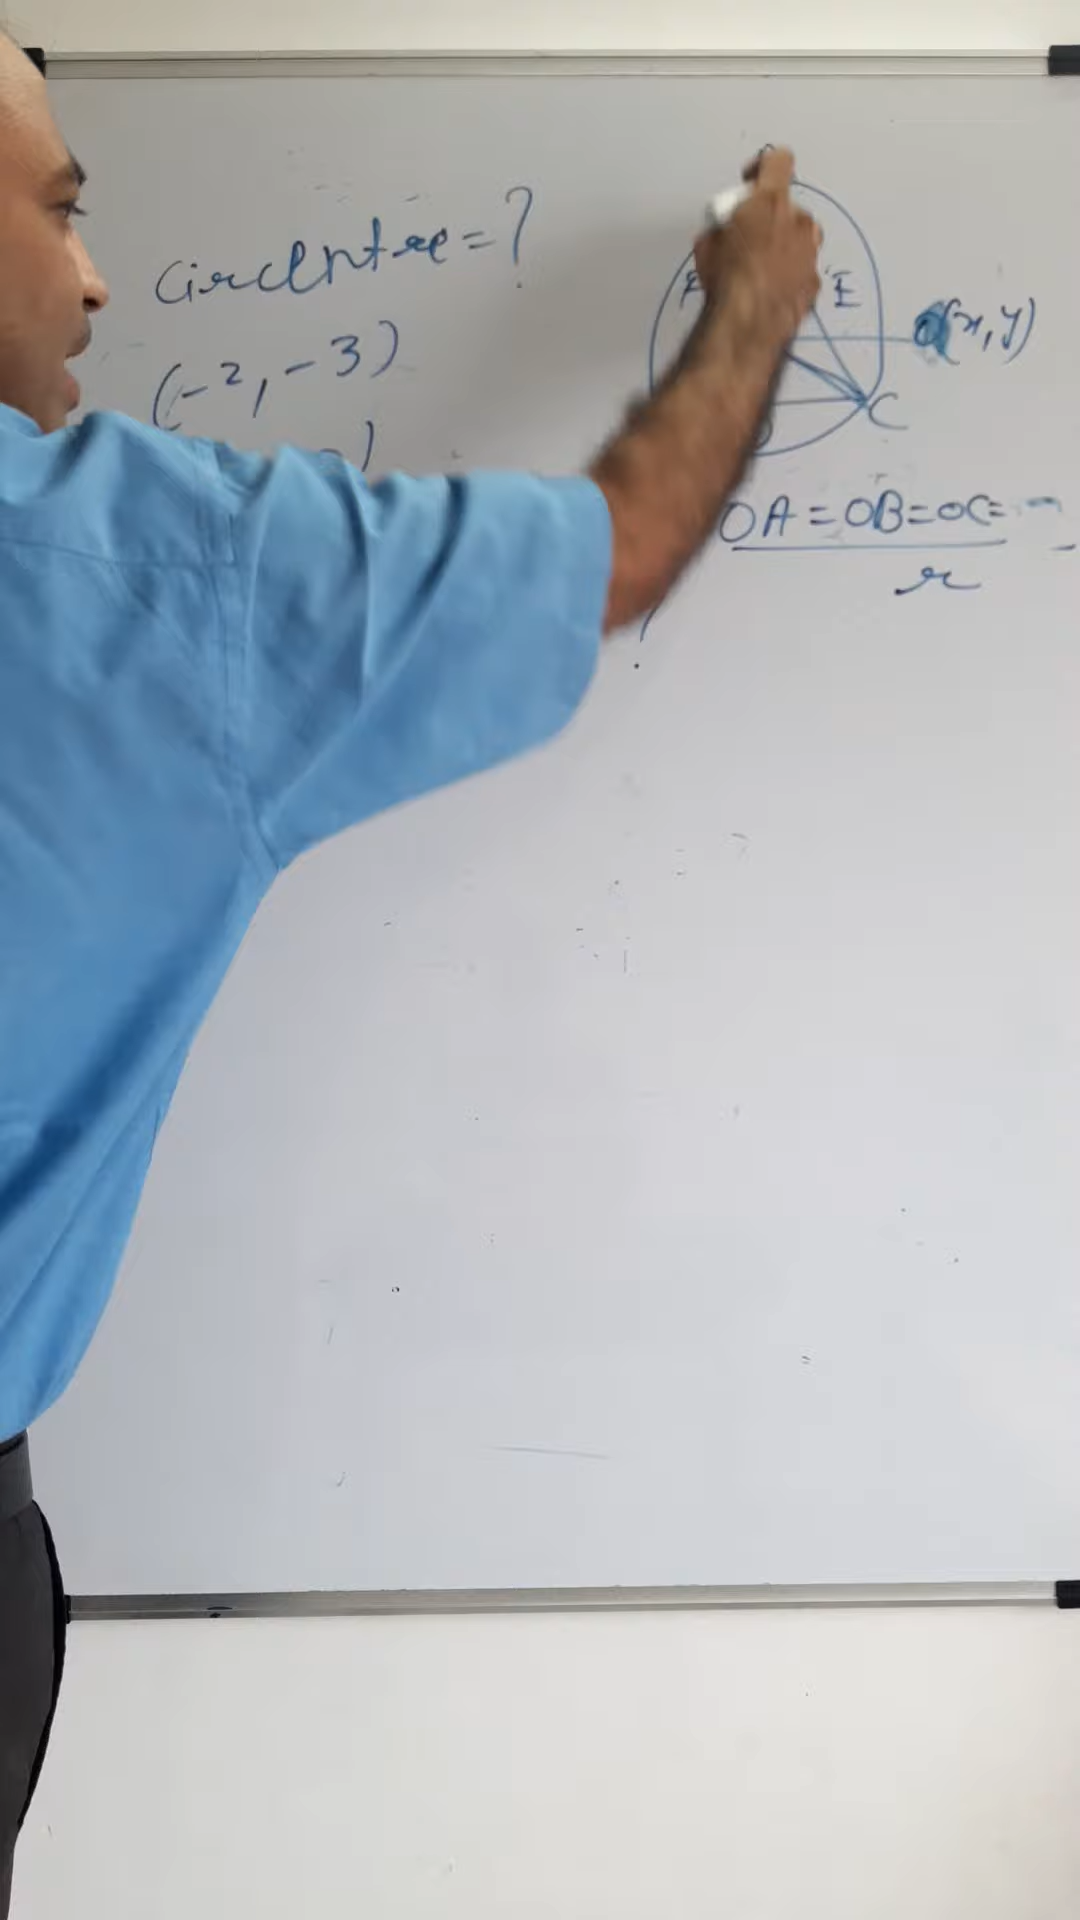 Circentre = ?
(-2, -3)
)
E
O(x, y)
C
OA = OB = OC =
r